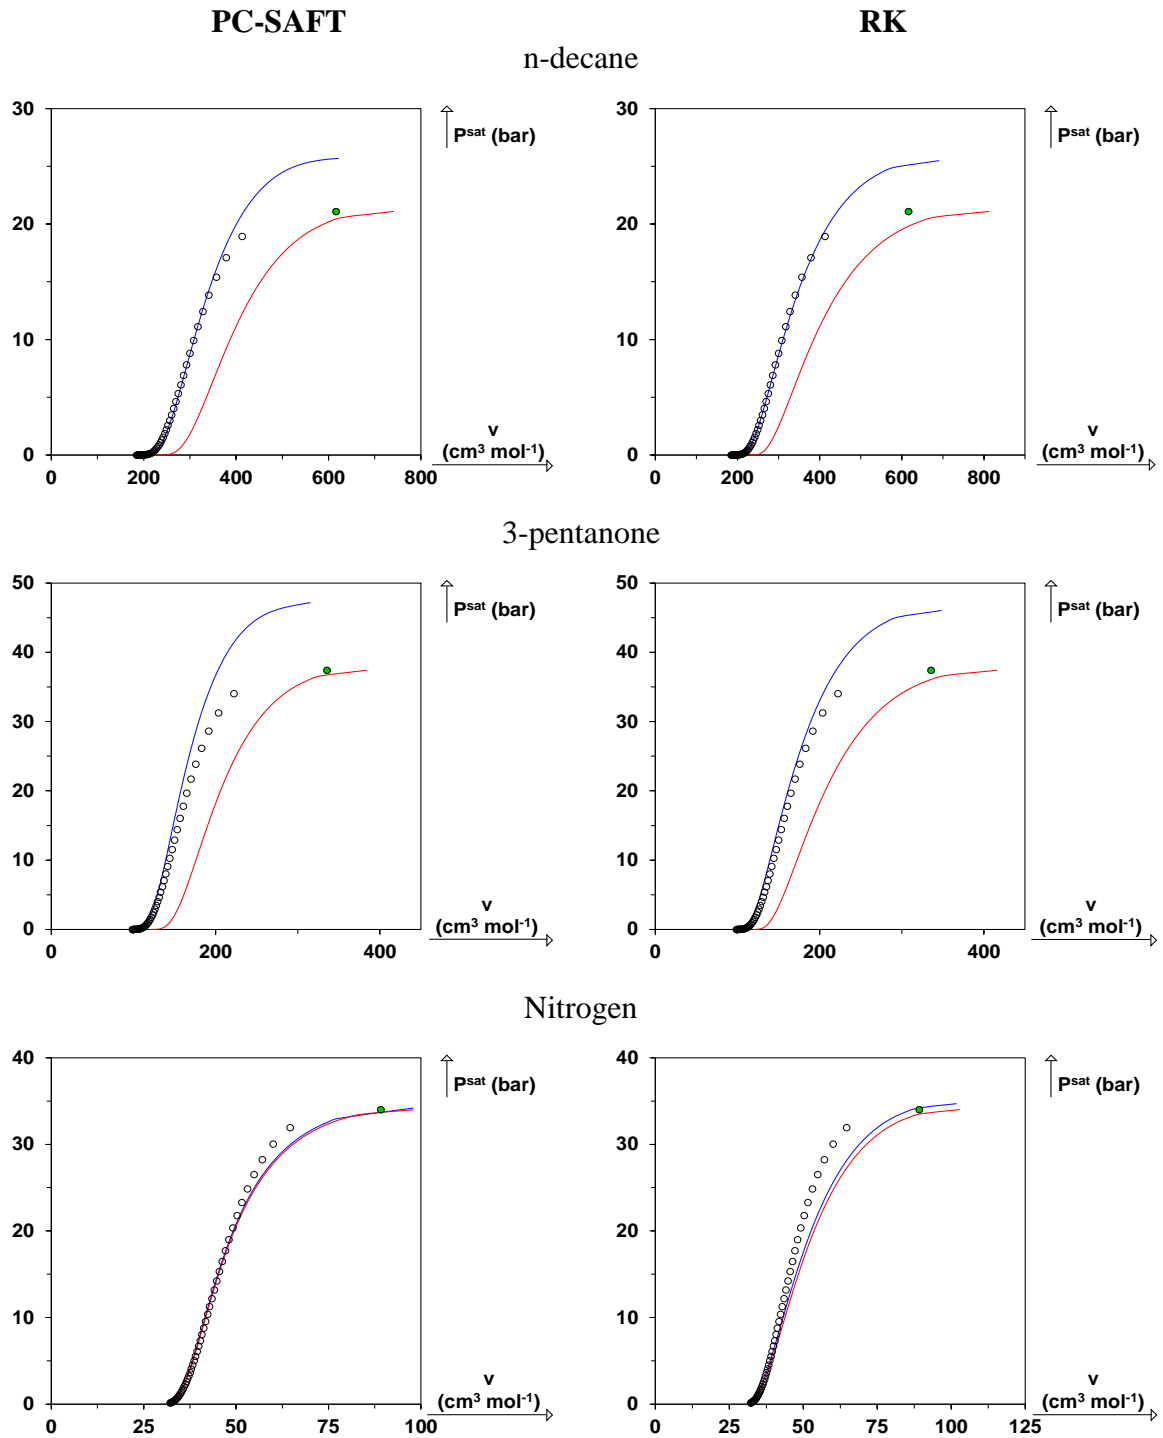 PC-SAFT RK
n-decane
30 30
Pˢᵃᵗ (bar) Pˢᵃᵗ (bar)
20 20
10 10
v v
(cm³ mol⁻¹) (cm³ mol⁻¹)
0 0
0 200 400 600 800 0 200 400 600 800
3-pentanone
50 50
Pˢᵃᵗ (bar) Pˢᵃᵗ (bar)
40 40
30 30
20 20
10 10
v v
(cm³ mol⁻¹) (cm³ mol⁻¹)
0 0
0 200 400 0 200 400
Nitrogen
40 40
Pˢᵃᵗ (bar) Pˢᵃᵗ (bar)
30 30
20 20
10 10
v v
(cm³ mol⁻¹) (cm³ mol⁻¹)
0 0
0 25 50 75 100 0 25 50 75 100 125